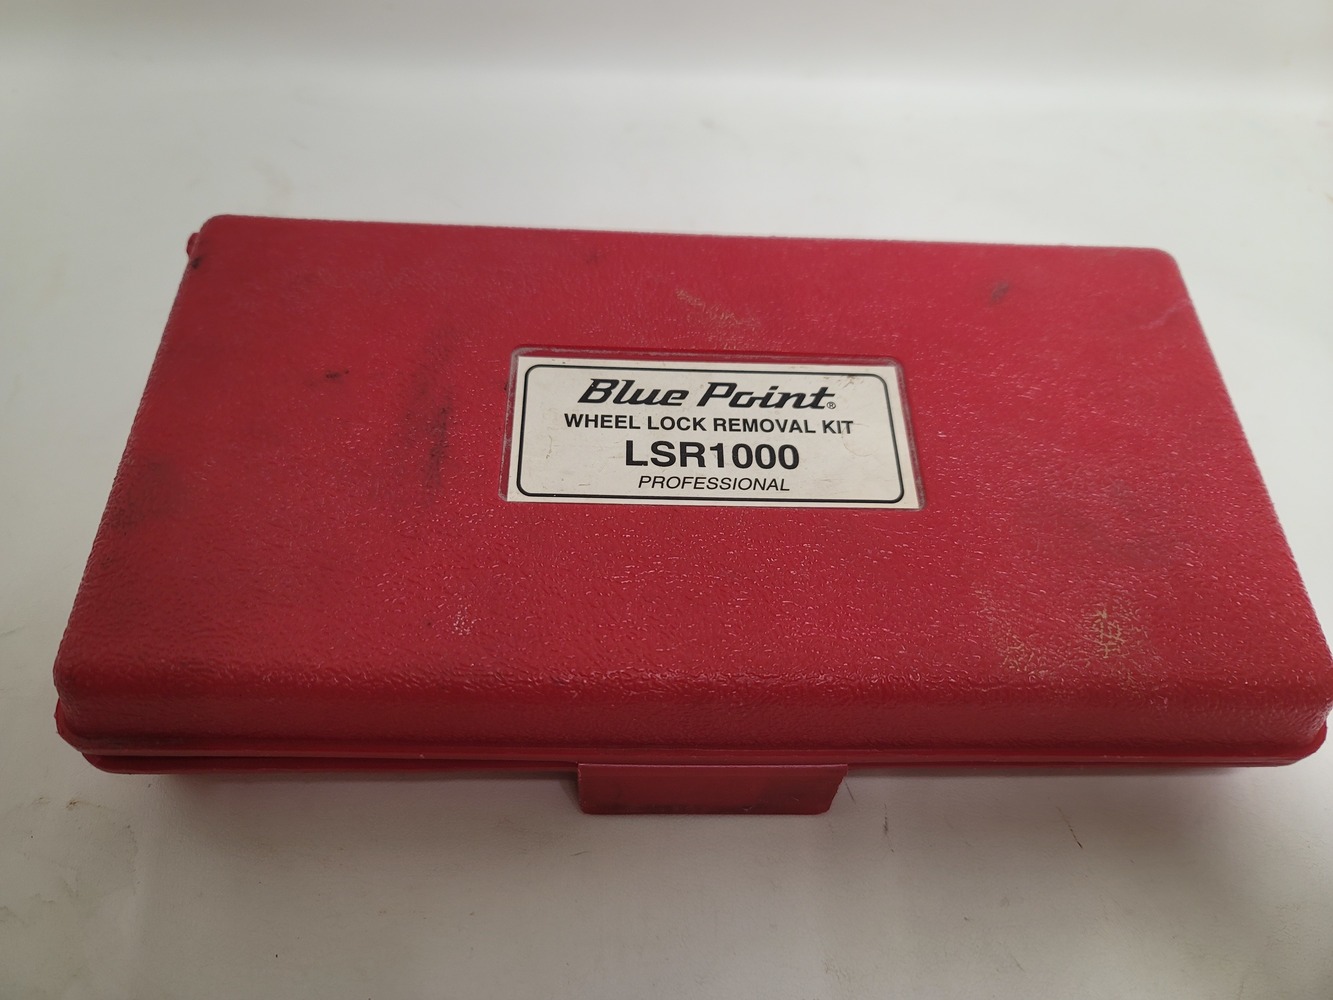 Blue Point®
WHEEL LOCK REMOVAL KIT
LSR1000
PROFESSIONAL